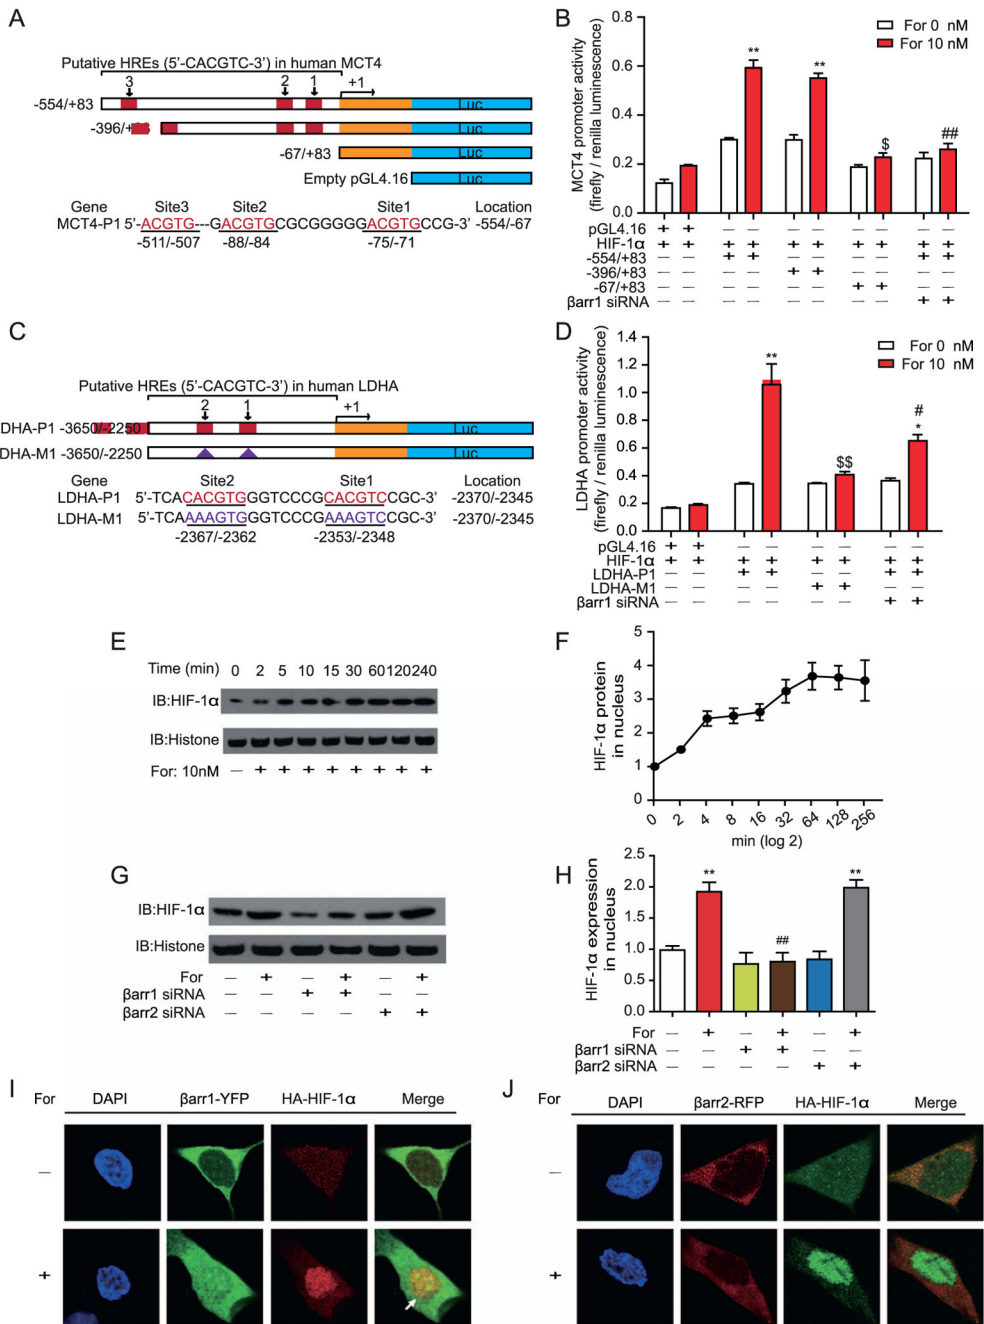 A
Putative HREs (5'-CACGTC-3') in human MCT4
3 2 1 +1
-554/+83 Luc
-396/+ Luc
-67/+83 Luc
Empty pGL4.16 Luc
Gene Site3 Site2 Site1 Location
MCT4-P1 5'-ACGTG---GACGTGCGCGGGGGACGTGCCG-3' -554/-67
-511/-507 -88/-84 -75/-71
B
For 0 nM
For 10 nM
MCT4 promoter activity
(firefly / renilla luminescence)
0.8
0.6
0.4
0.2
0.0
** ** $ ##
pGL4.16 + + – – – – – – – –
HIF-1α + + + + + + + + + +
-554/+83 – – + + – – – – + +
-396/+83 – – – – + + – – – –
-67/+83 – – – – – – + + – –
βarr1 siRNA – – – – – – – – + +
C
Putative HREs (5'-CACGTC-3') in human LDHA
2 1 +1
DHA-P1 -3650/-2250 Luc
DHA-M1 -3650/-2250 Luc
Gene Site2 Site1 Location
LDHA-P1 5'-TCACACGTGGGTCCCGCACGTCCGC-3' -2370/-2345
LDHA-M1 5'-TCAAAAGTGGGTCCCGAAAGTCCGC-3' -2370/-2345
-2367/-2362 -2353/-2348
D
For 0 nM
For 10 nM
LDHA promoter activity
(firefly / renilla luminescence)
1.4
1.2
1.0
0.8
0.6
0.4
0.2
0.0
** $$ # *
pGL4.16 + + – – – – – –
HIF-1α + + + + + + + +
LDHA-P1 – – + + – – + +
LDHA-M1 – – – – + + – –
βarr1 siRNA – – – – – – + +
E
Time (min) 0 2 5 10 15 30 60 120 240
IB:HIF-1α
IB:Histone
For: 10nM – + + + + + + + +
F
HIF-1α protein
in nucleus
5
4
3
2
1
0
0 2 4 8 16 32 64 128 256
min (log 2)
G
IB:HIF-1α
IB:Histone
For – + – + – +
βarr1 siRNA – – + + – –
βarr2 siRNA – – – – + +
H
HIF-1α expression
in nucleus
2.5
2.0
1.5
1.0
0.5
0.0
** ## **
For – + – + – +
βarr1 siRNA – – + + – –
βarr2 siRNA – – – – + +
I
For DAPI βarr1-YFP HA-HIF-1α Merge
–
+
J
For DAPI βarr2-RFP HA-HIF-1α Merge
–
+